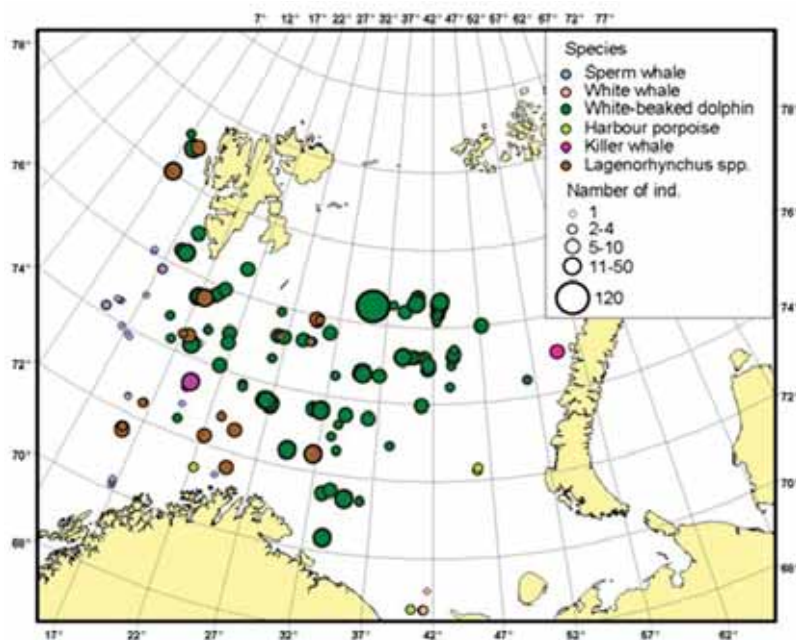 7° 12° 17° 22° 27° 32° 37° 42° 47° 52° 57° 62° 67° 72° 77°
78°
76°
74°
72°
70°
68°
Species
Sperm whale
White whale
White-beaked dolphin
Harbour porpoise
Killer whale
Lagenorhynchus spp.
Namber of ind.
1
2-4
5-10
11-50
120
78°
76°
74°
72°
70°
68°
17° 22° 27° 32° 37° 42° 47° 52° 57° 62°